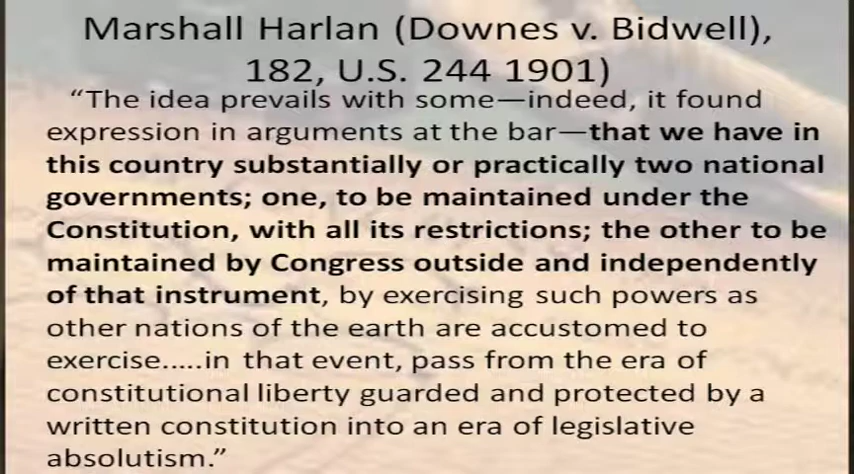 Marshall Harlan (Downes v. Bidwell),
182, U.S. 244 1901)
“The idea prevails with some—indeed, it found
expression in arguments at the bar—that we have in
this country substantially or practically two national
governments; one, to be maintained under the
Constitution, with all its restrictions; the other to be
maintained by Congress outside and independently
of that instrument, by exercising such powers as
other nations of the earth are accustomed to
exercise.....in that event, pass from the era of
constitutional liberty guarded and protected by a
written constitution into an era of legislative
absolutism.”